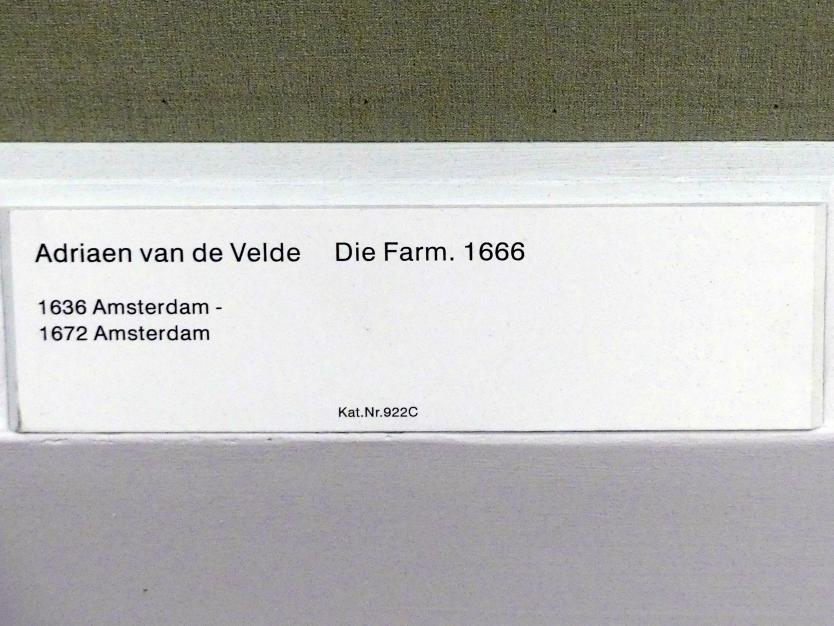 Adriaen van de Velde Die Farm. 1666
1636 Amsterdam -
1672 Amsterdam
Kat.Nr.922C